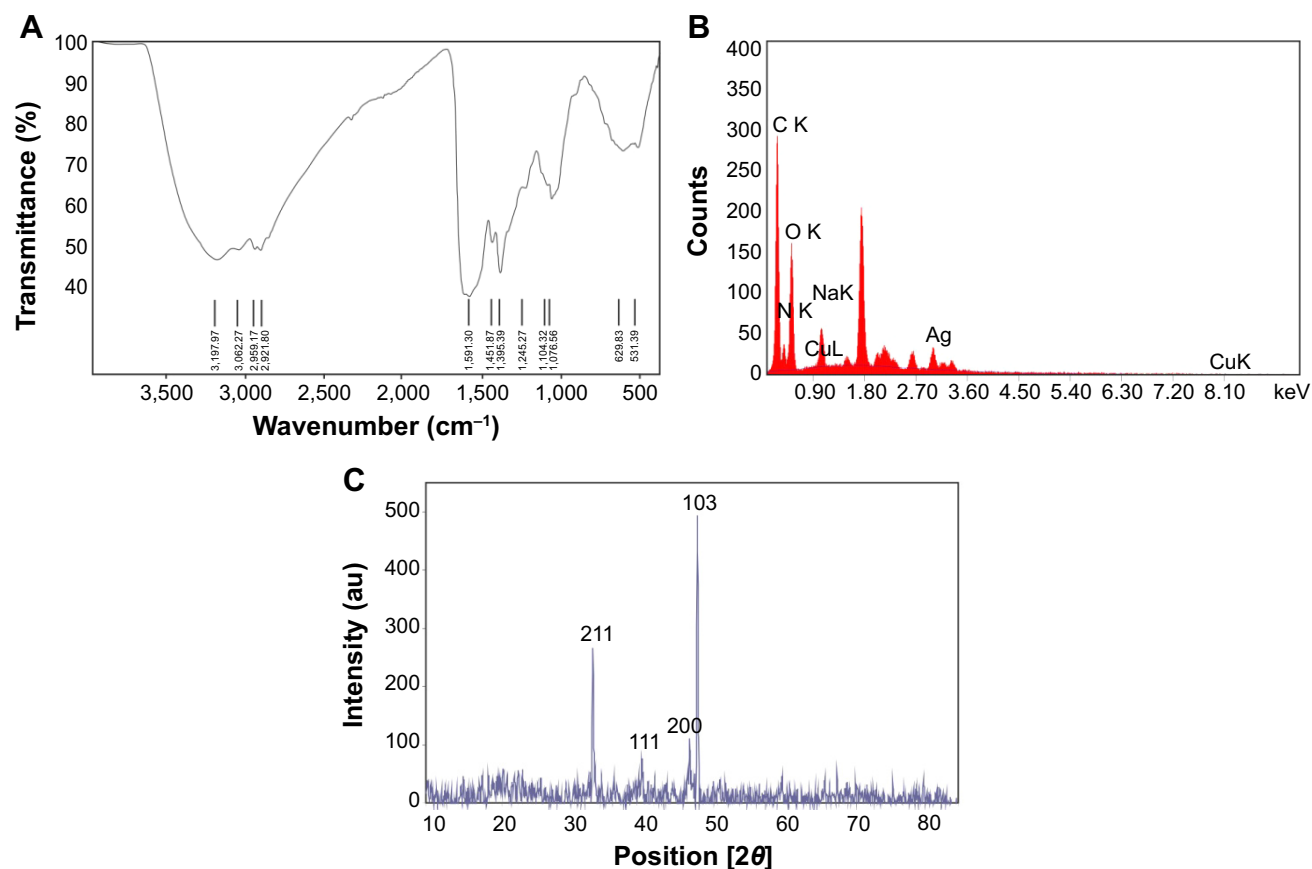 A
Transmittance (%)
100
90
80
70
60
50
40
3,197.97
3,062.27
2,959.17
2,921.80
1,591.30
1,451.87
1,395.39
1,245.27
1,104.32
1,076.56
629.83
531.39
3,500 3,000 2,500 2,000 1,500 1,000 500
Wavenumber (cm⁻¹)
B
Counts
400
350
300
250
200
150
100
50
0
C K
O K
N K
NaK
CuL
Ag
CuK
0.90 1.80 2.70 3.60 4.50 5.40 6.30 7.20 8.10 keV
C
Intensity (au)
500
400
300
200
100
0
211
111
200
103
10 20 30 40 50 60 70 80
Position [2θ]